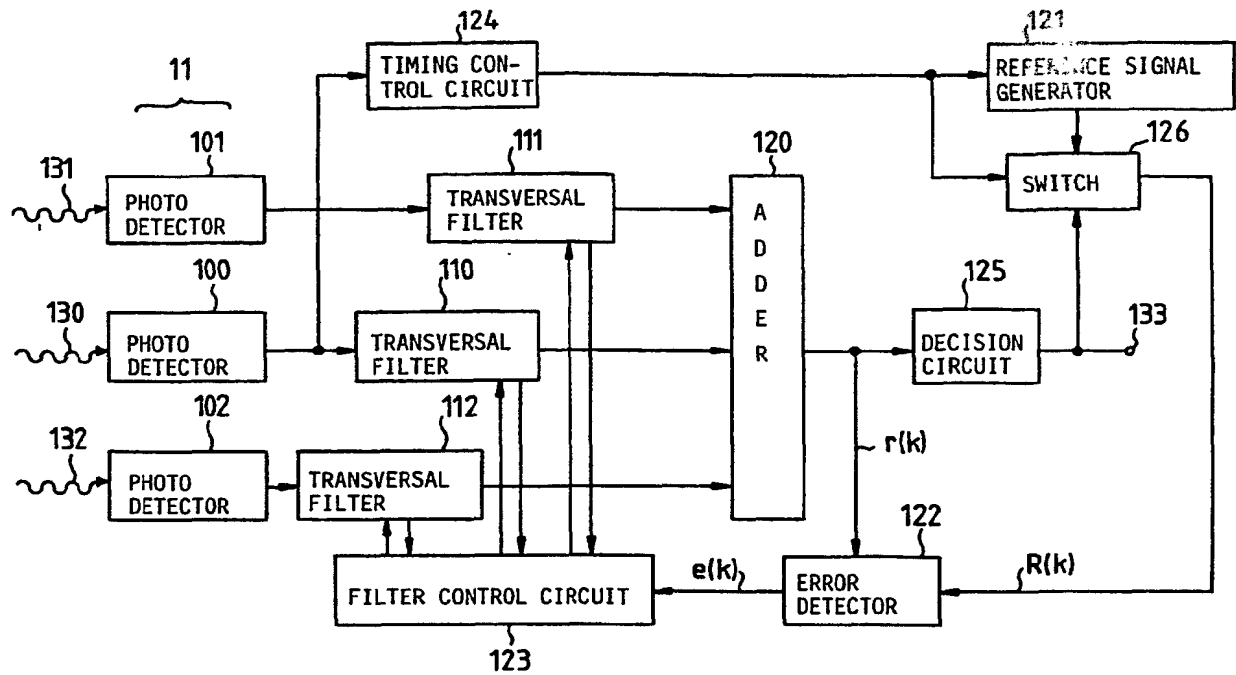 124
121
TIMING CON-
TROL CIRCUIT
REFERENCE SIGNAL
GENERATOR
11
101
111
120
126
131
PHOTO
DETECTOR
TRANSVERSAL
FILTER
SWITCH
100
110
125
130
PHOTO
DETECTOR
TRANSVERSAL
FILTER
ADDER
DECISION
CIRCUIT
133
102
112
132
PHOTO
DETECTOR
TRANSVERSAL
FILTER
r(k)
122
FILTER CONTROL CIRCUIT
e(k)
ERROR
DETECTOR
R(k)
123